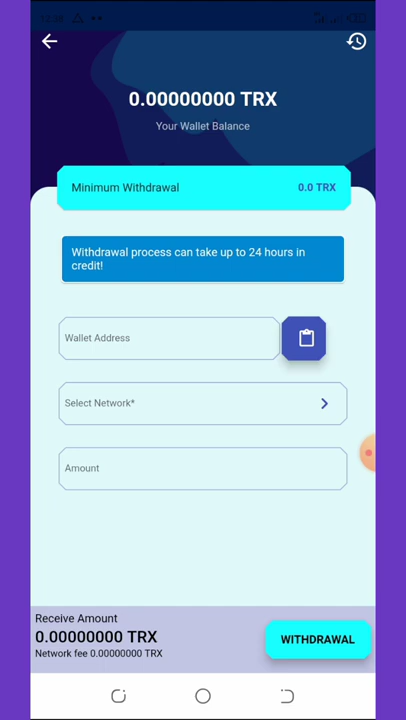 0.00000000 TRX
Your Wallet Balance
Minimum Withdrawal 0.0 TRX
Withdrawal process can take up to 24 hours in
credit!
Wallet Address
Select Network*
Amount
Receive Amount
0.00000000 TRX
Network fee 0.00000000 TRX
WITHDRAWAL